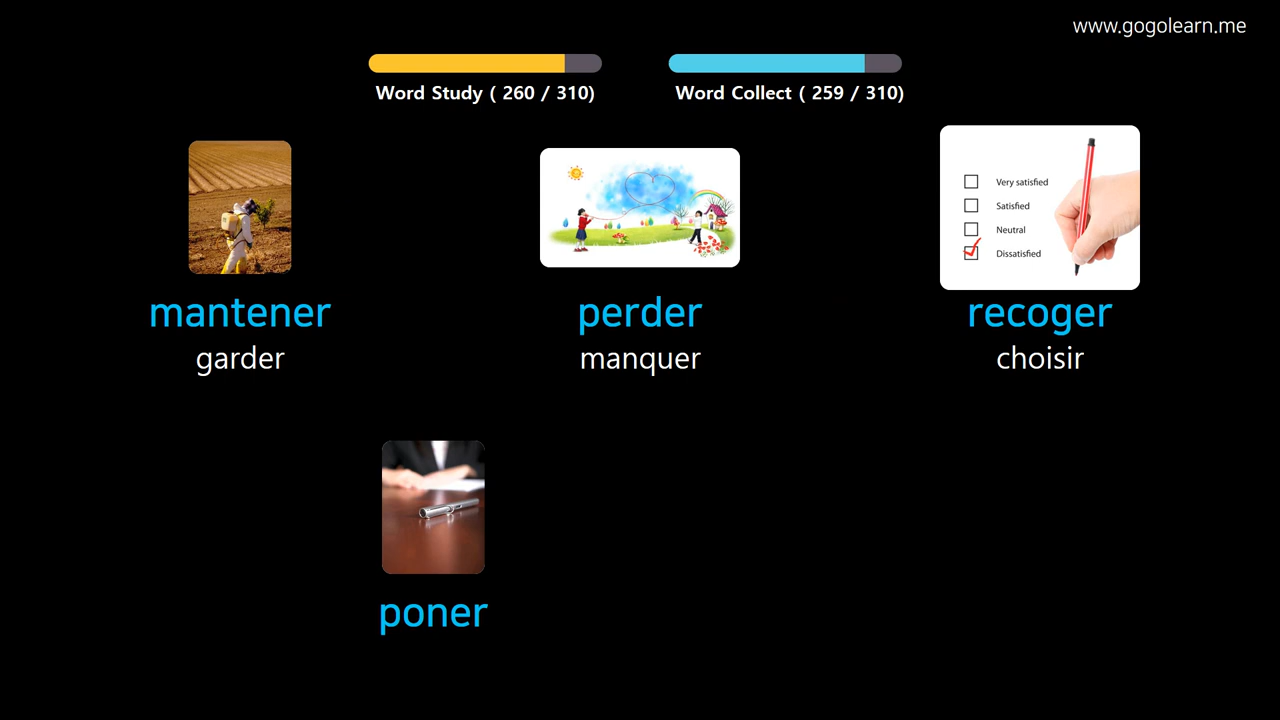 www.gogolearn.me
Word Study ( 260 / 310)
Word Collect ( 259 / 310)
Very satisfied
Satisfied
Neutral
Dissatisfied
mantener
perder
recoger
garder
manquer
choisir
poner